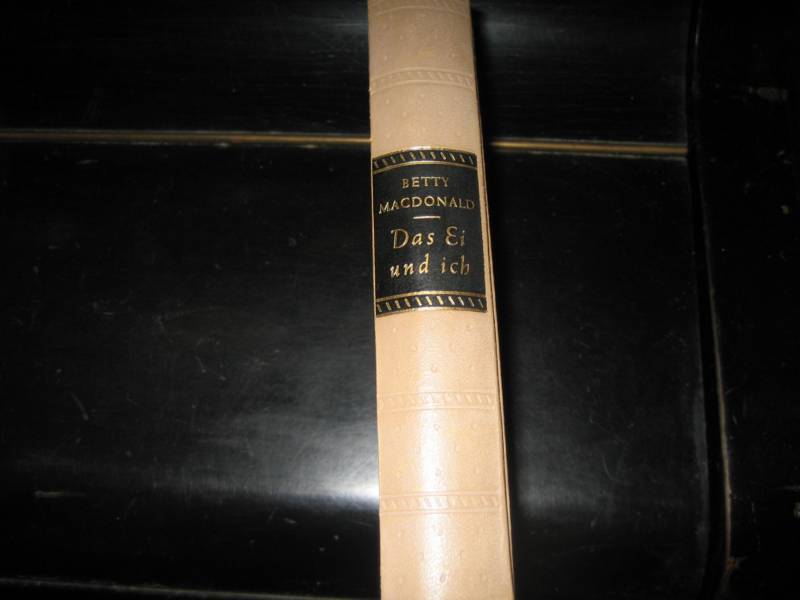 BETTY
MACDONALD
Das Ei
und ich